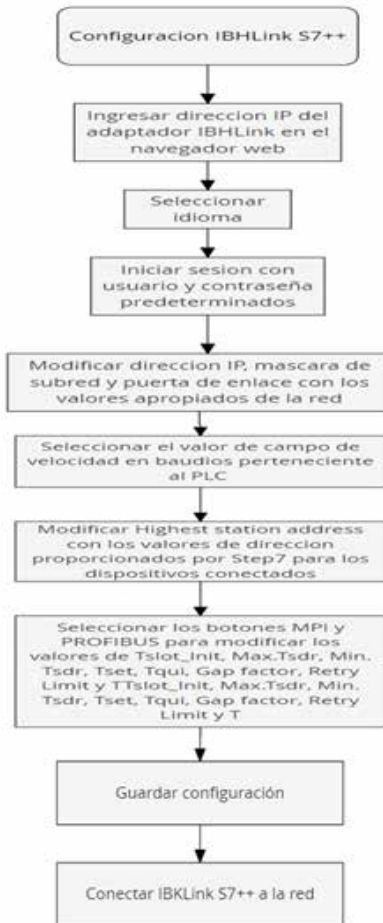 Configuracion IBHLink S7++
Ingresar direccion IP del
adaptador IBHLink en el
navegador web
Seleccionar
idioma
Iniciar sesion con
usuario y contraseña
predeterminados
Modificar direccion IP, mascara de
subred y puerta de enlace con los
valores apropiados de la red
Seleccionar el valor de campo de
velocidad en baudios perteneciente
al PLC
Modificar Highest station address
con los valores de direccion
proporcionados por Step7 para los
dispositivos conectados
Seleccionar los botones MPI y
PROFIBUS para modificar los
valores de Tslot_Init, Max.Tsdr, Min.
Tsdr, Tset, Tqui, Gap factor, Retry
Limit y TTslot_Init, Max.Tsdr, Min.
Tsdr, Tset, Tqui, Gap factor, Retry
Limit y T
Guardar configuración
Conectar IBKLink S7++ a la red